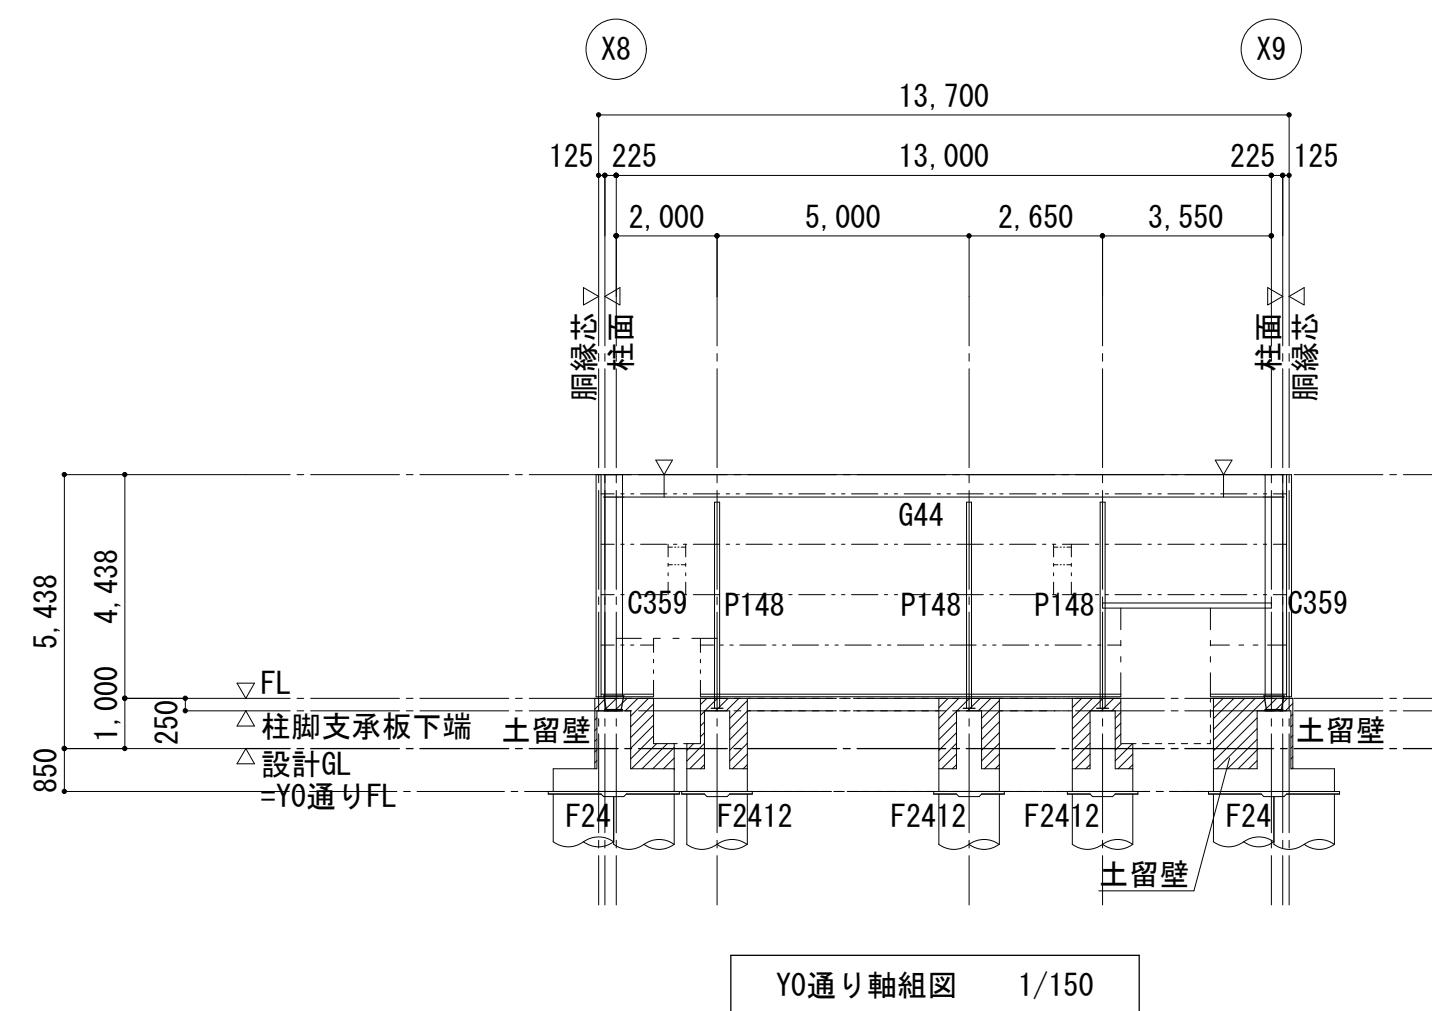 X8
X9
13,700
125
225
13,000
225
125
2,000
5,000
2,650
3,550
胴縁芯
柱面
柱面
胴縁芯
G44
C359
P148
P148
P148
C359
5,438
4,438
1,000
250
850
FL
柱脚支承板下端
設計GL
=Y0通りFL
土留壁
土留壁
F24
F2412
F2412
F2412
F24
土留壁
Y0通り軸組図 1/150